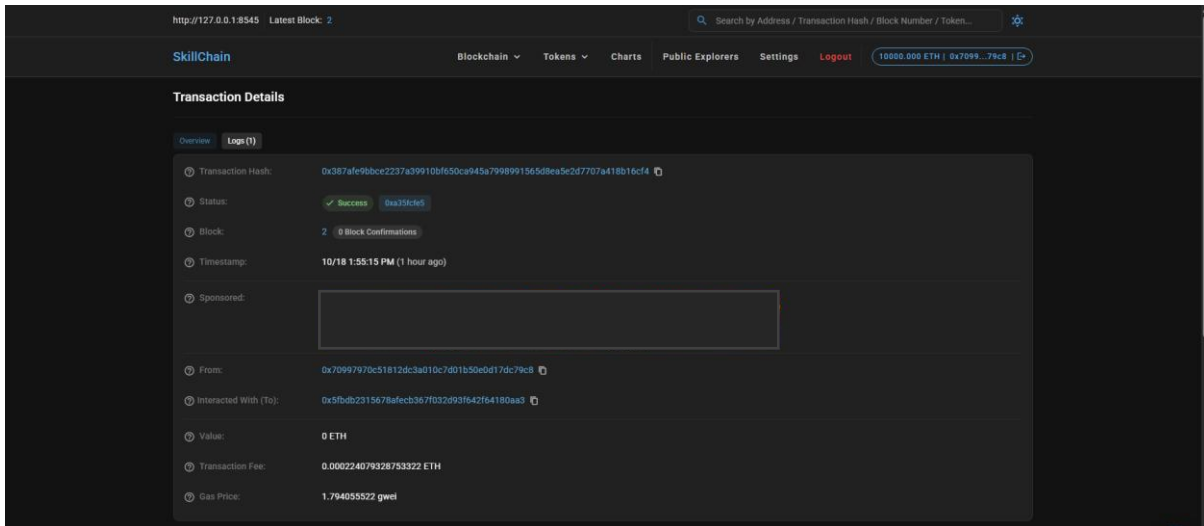 http://127.0.0.1:8545 Latest Block: 2 Search by Address / Transaction Hash / Block Number / Token...
SkillChain Blockchain Tokens Charts Public Explorers Settings Logout 10000.000 ETH | 0x7099...79c8 |
Transaction Details
Overview Logs (1)
Transaction Hash: 0x387afe9bbce2237a39910bf650ca945a7998991565d8ea5e2d7707a418b16cf4
Status: Success 0xa35fcfe5
Block: 2 0 Block Confirmations
Timestamp: 10/18 1:55:15 PM (1 hour ago)
Sponsored:
From: 0x70997970c51812dc3a010c7d01b50e0d17dc79c8
Interacted With (To): 0x5fbdb2315678afecb367f032d93f642f64180aa3
Value: 0 ETH
Transaction Fee: 0.000224079328753322 ETH
Gas Price: 1.794055522 gwei